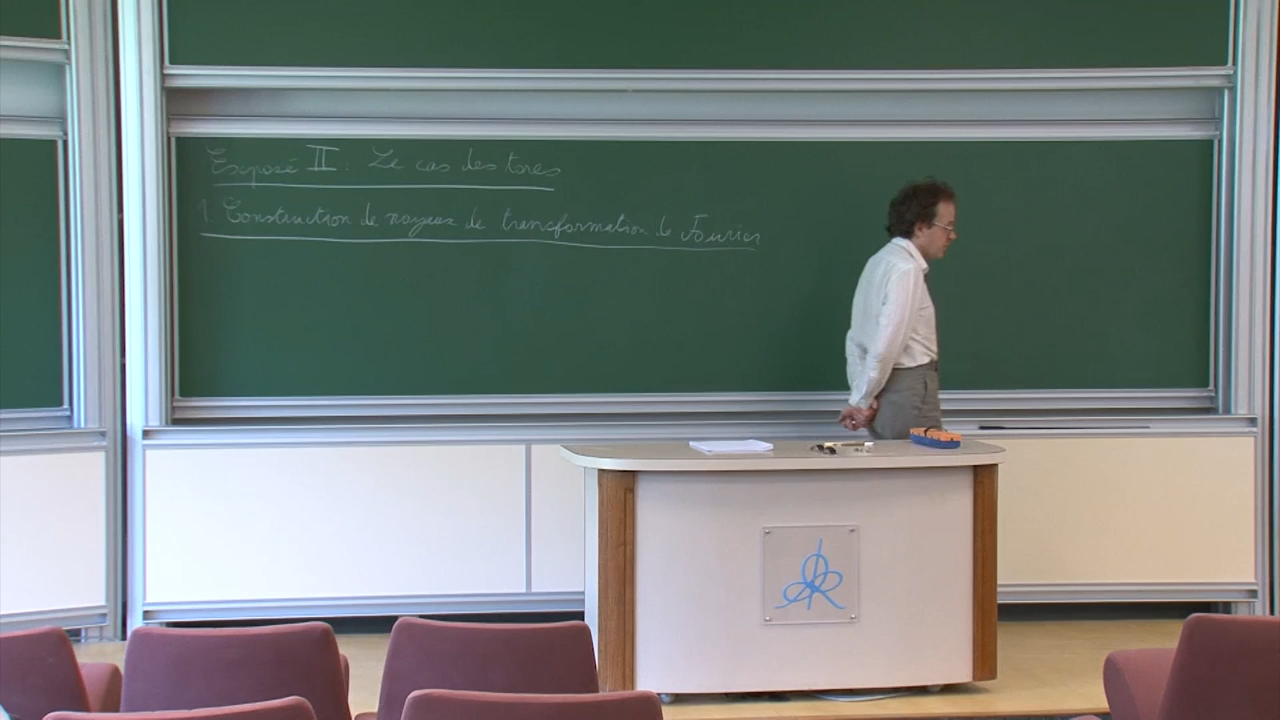 Exposé II : Le cas des tores
1. Construction de noyaux de transformation de Fourier